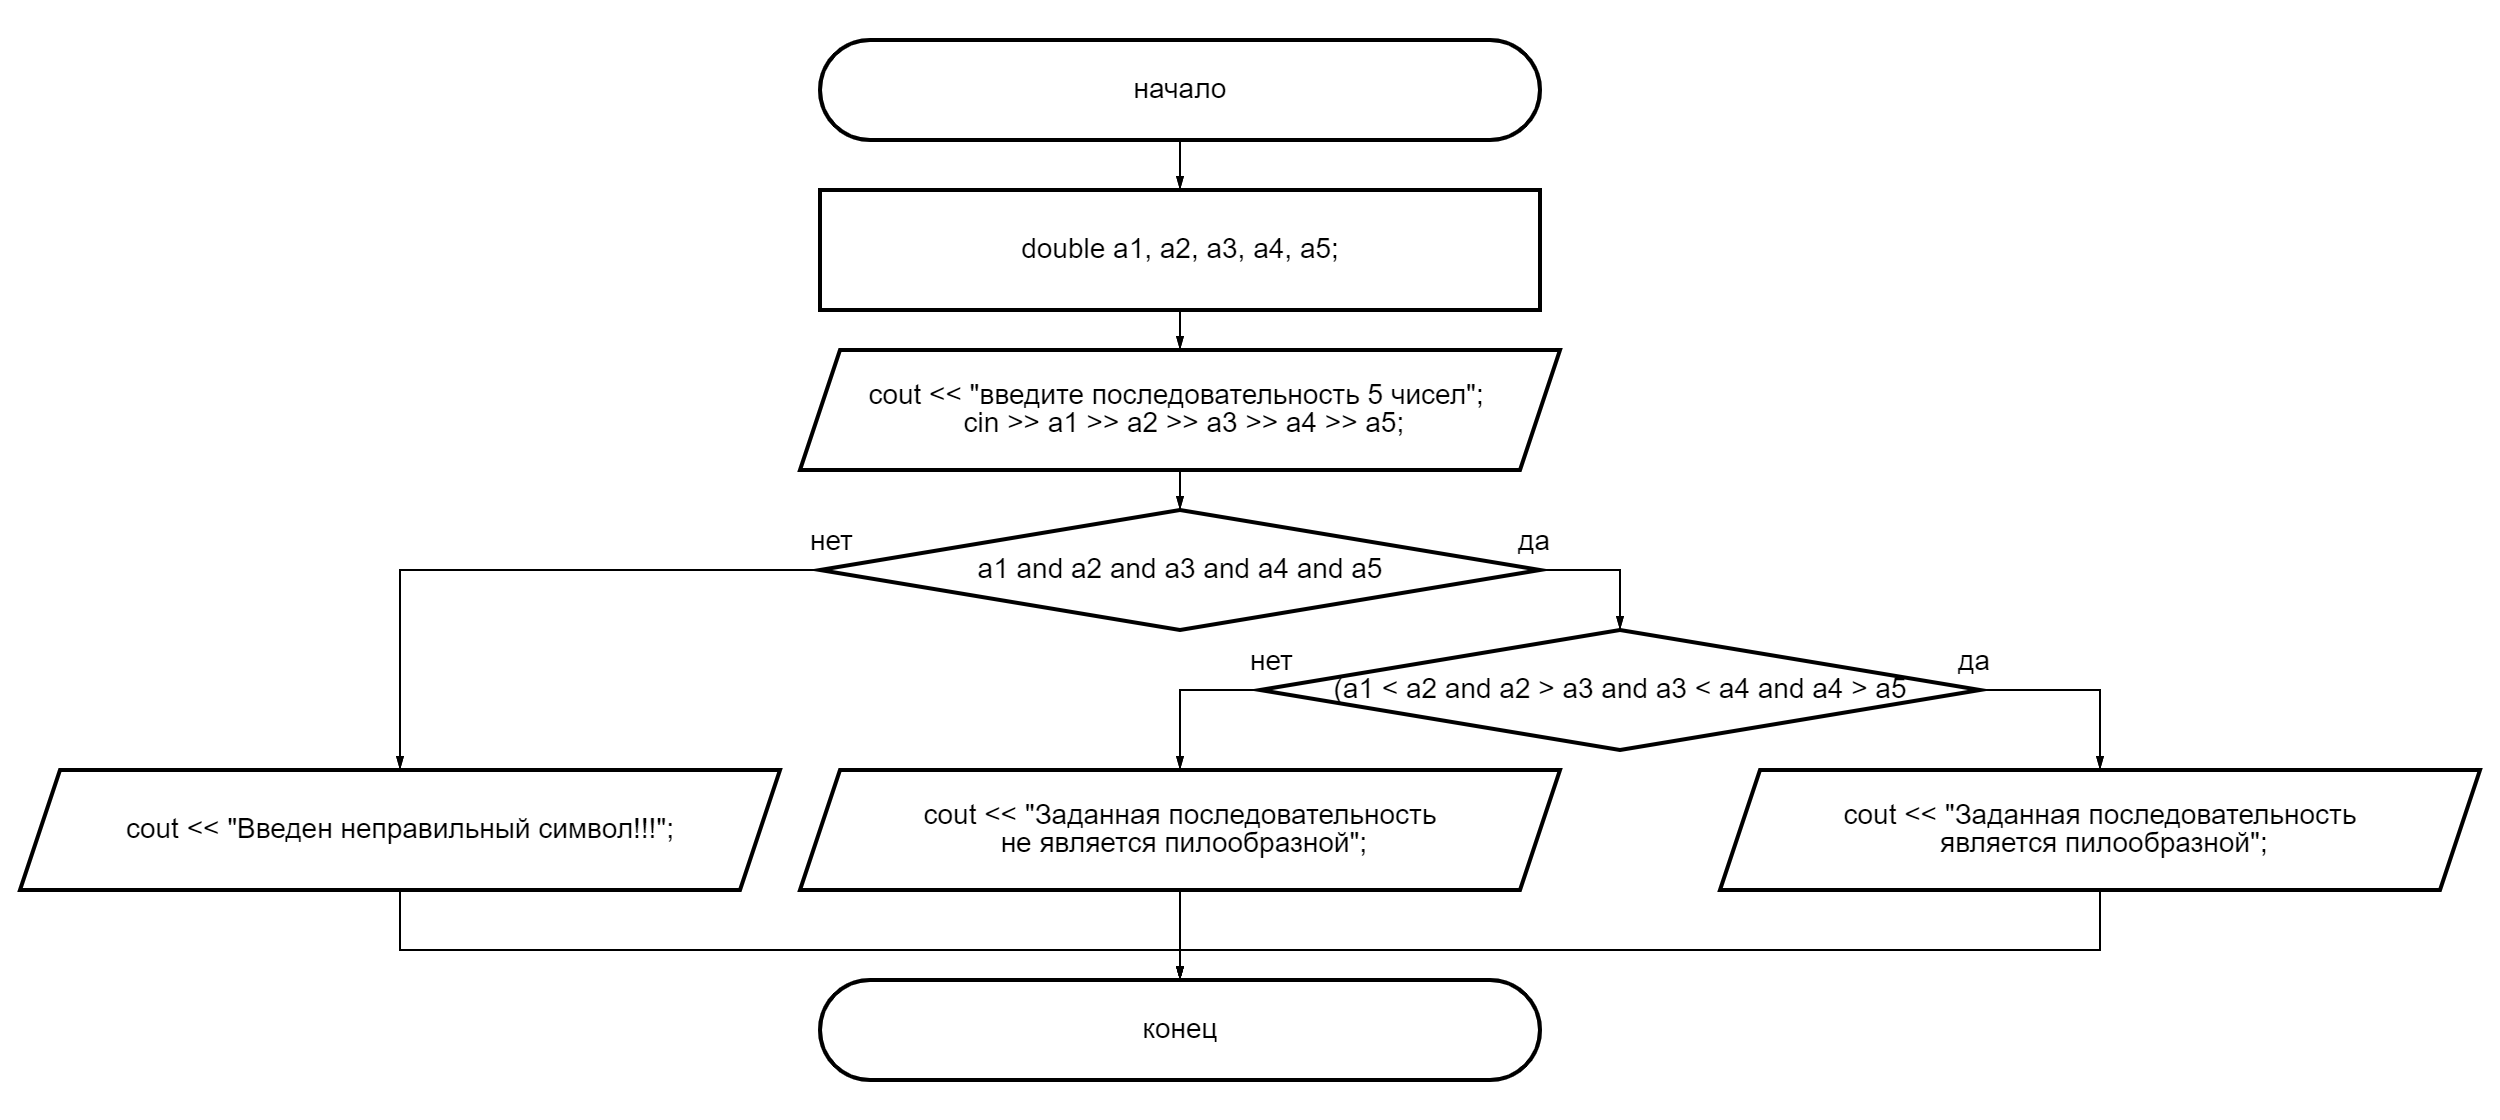 начало
double a1, a2, a3, a4, a5;
cout << "введите последовательность 5 чисел";
cin >> a1 >> a2 >> a3 >> a4 >> a5;
нет
да
a1 and a2 and a3 and a4 and a5
нет
да
(a1 < a2 and a2 > a3 and a3 < a4 and a4 > a5
cout << "Введен неправильный символ!!!";
cout << "Заданная последовательность
не является пилообразной";
cout << "Заданная последовательность
является пилообразной";
конец